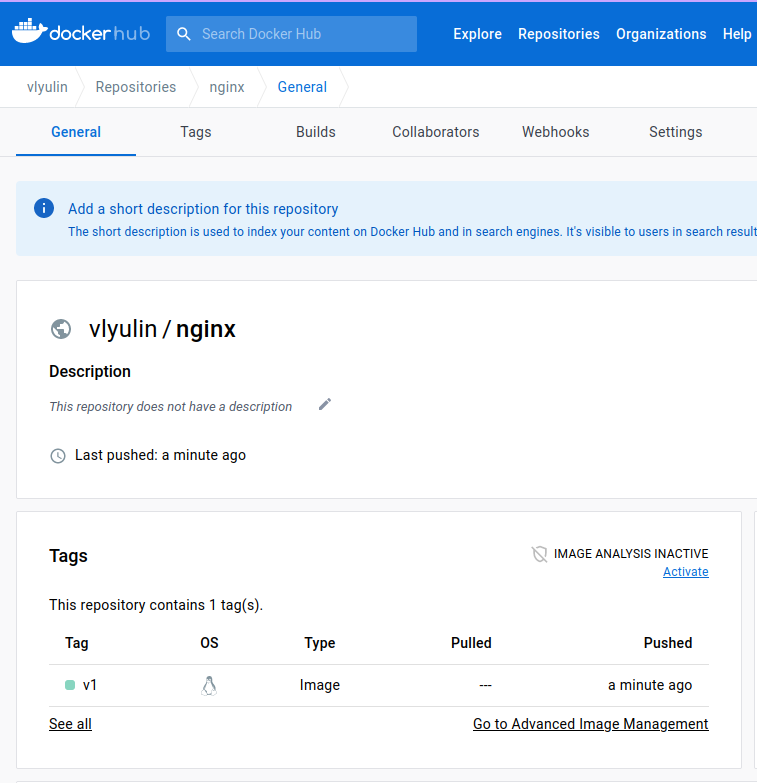 dockerhub Search Docker Hub Explore Repositories Organizations Help
vlyulin Repositories nginx General
General Tags Builds Collaborators Webhooks Settings
Add a short description for this repository
The short description is used to index your content on Docker Hub and in search engines. It's visible to users in search result
vlyulin / nginx
Description
This repository does not have a description
Last pushed: a minute ago
Tags
IMAGE ANALYSIS INACTIVE
Activate
This repository contains 1 tag(s).
Tag OS Type Pulled Pushed
v1 Image --- a minute ago
See all Go to Advanced Image Management